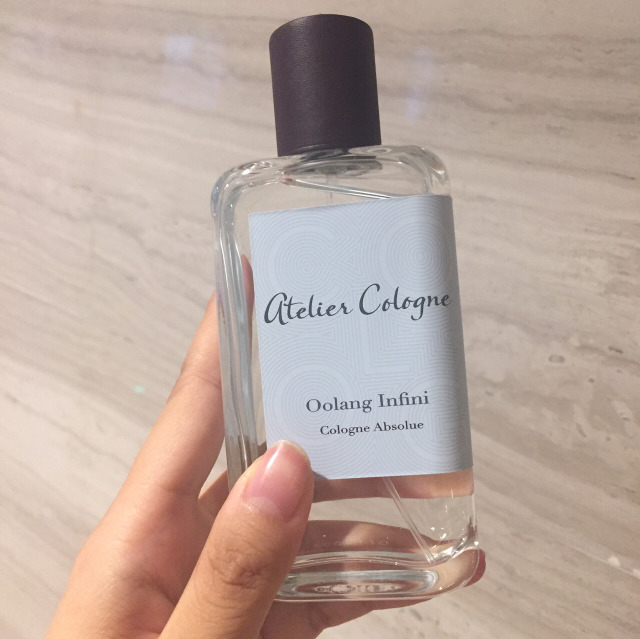 Atelier Cologne
Oolang Infini
Cologne Absolue